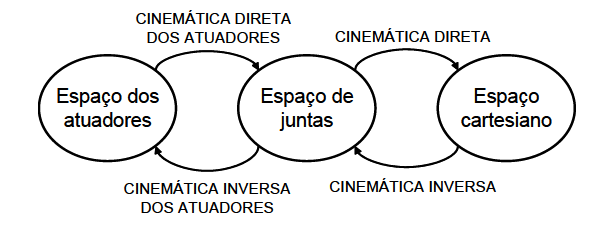 CINEMÁTICA DIRETA
DOS ATUADORES
CINEMÁTICA DIRETA
Espaço dos
atuadores
Espaço de
juntas
Espaço
cartesiano
CINEMÁTICA INVERSA
DOS ATUADORES
CINEMÁTICA INVERSA